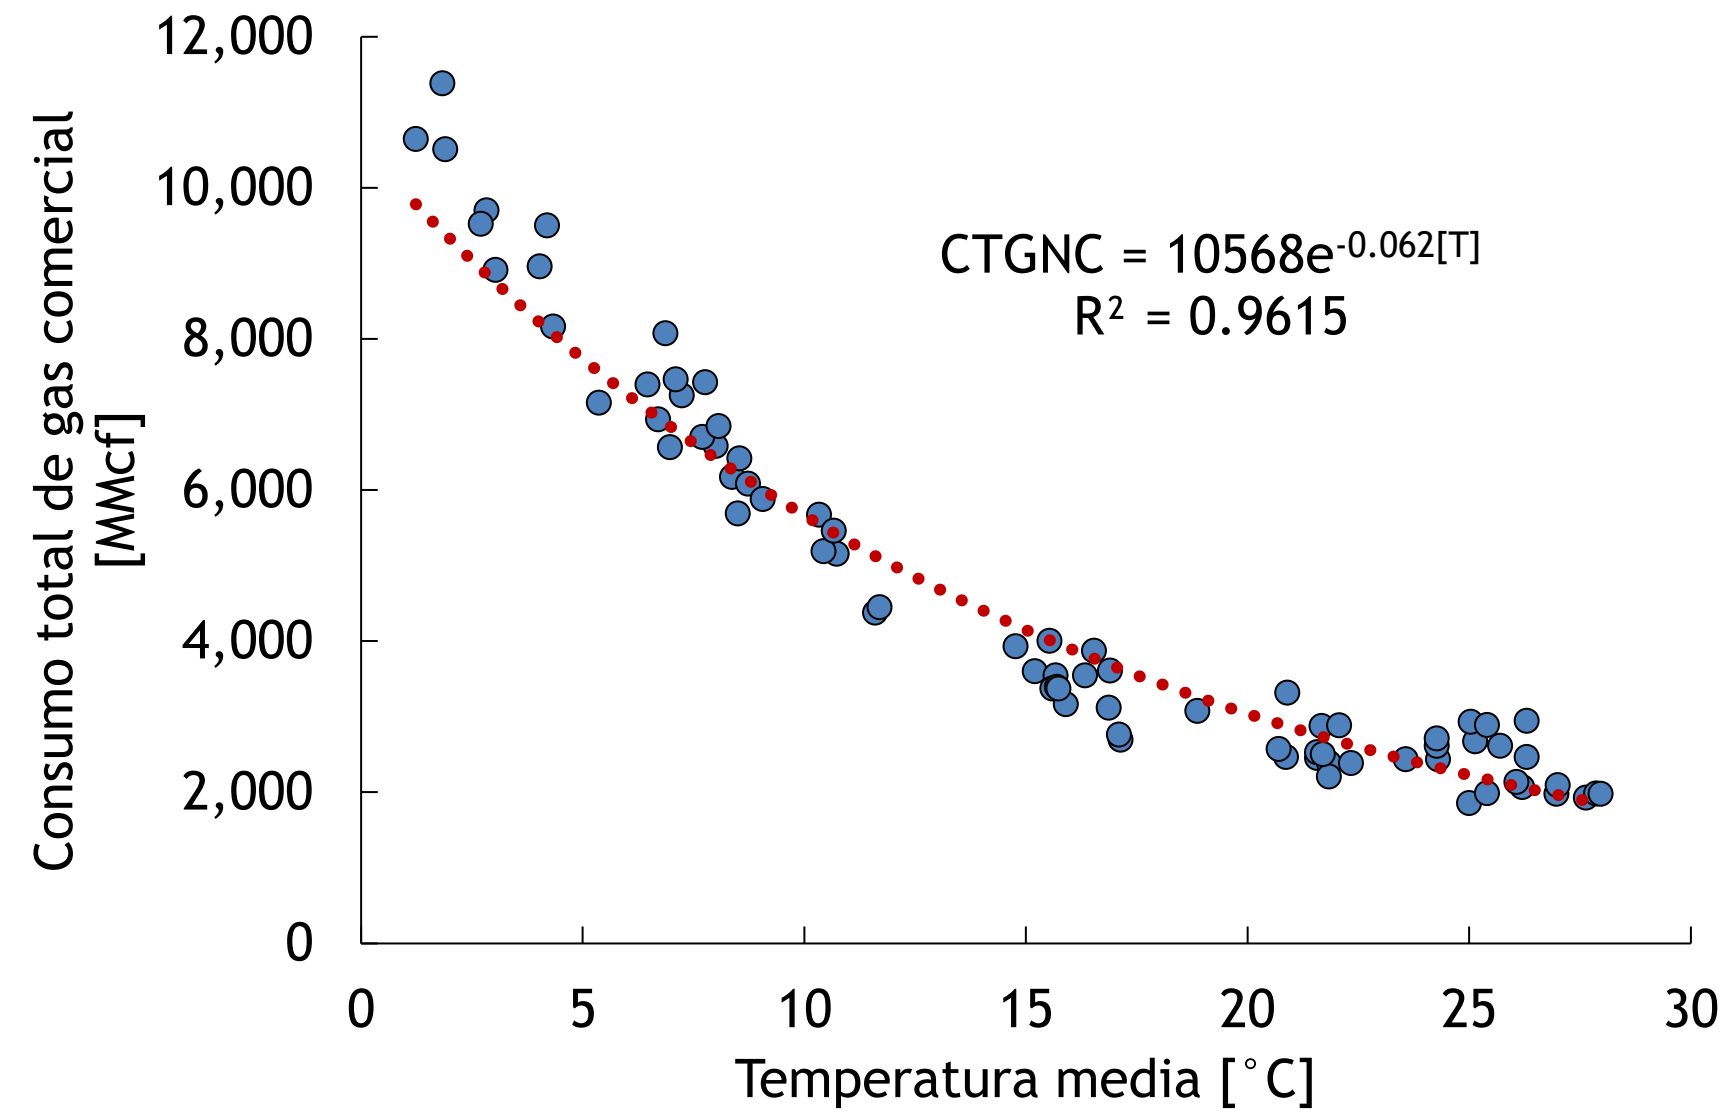 12,000
10,000
8,000
6,000
4,000
2,000
0
Consumo total de gas comercial
[MMcf]
CTGNC = 10568e-0.062[T]
R² = 0.9615
0 5 10 15 20 25 30
Temperatura media [°C]